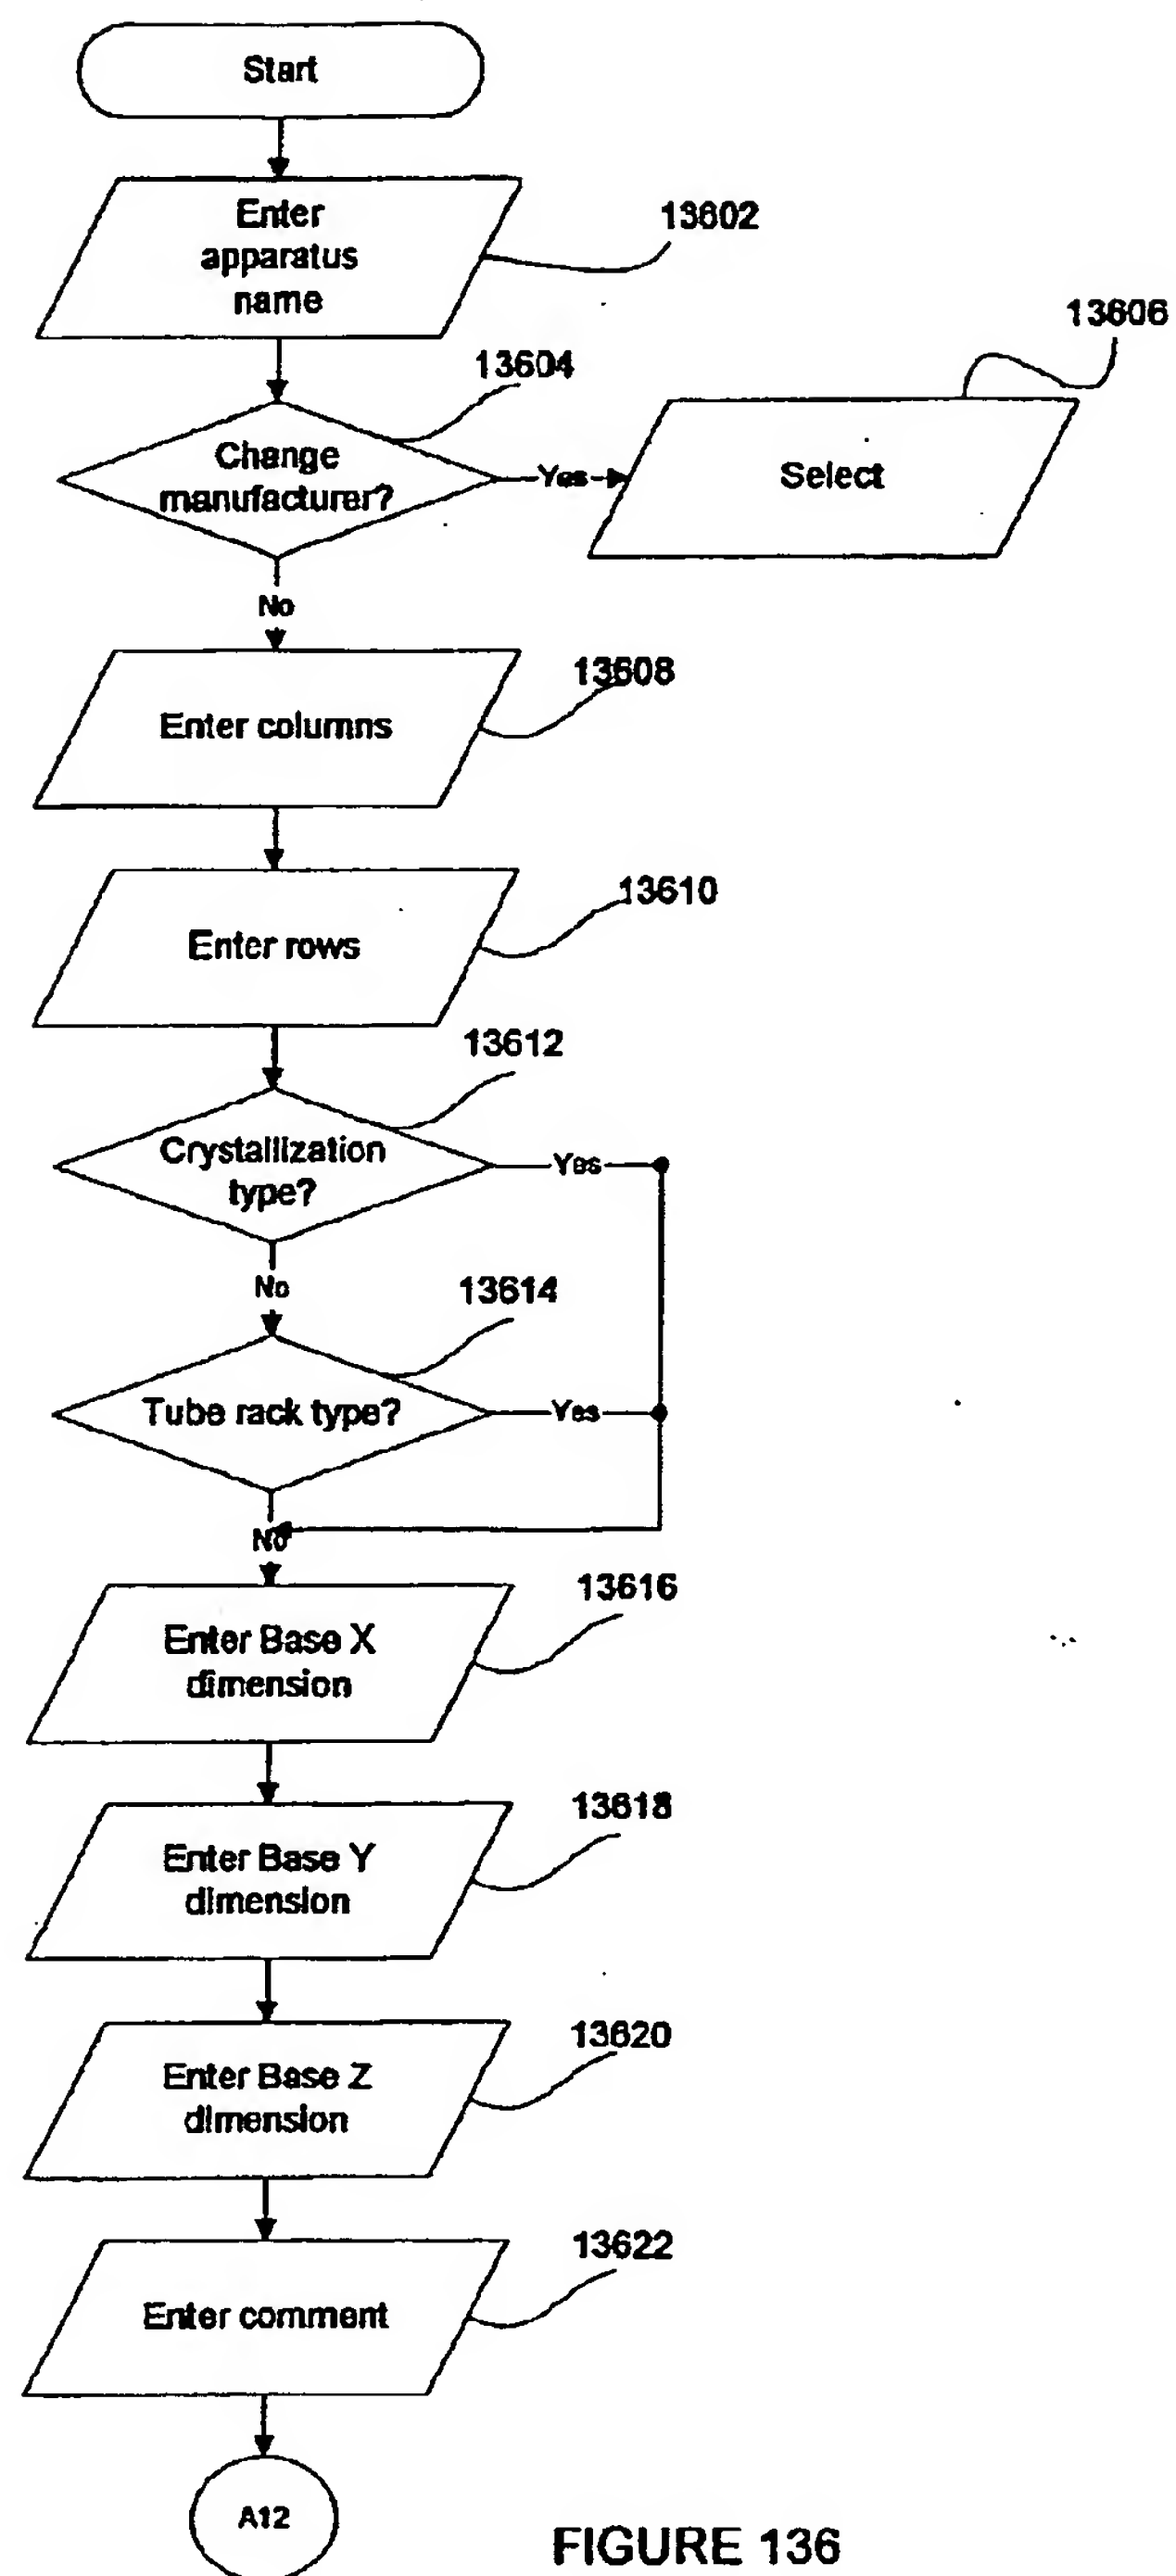 Start
Enter
apparatus
name
13602
13604
13606
Change
manufacturer?
Yes
Select
No
13608
Enter columns
13610
Enter rows
13612
Crystallization
type?
Yes
No
13614
Tube rack type?
Yes
No
13616
Enter Base X
dimension
13618
Enter Base Y
dimension
13620
Enter Base Z
dimension
13622
Enter comment
A12
FIGURE 136